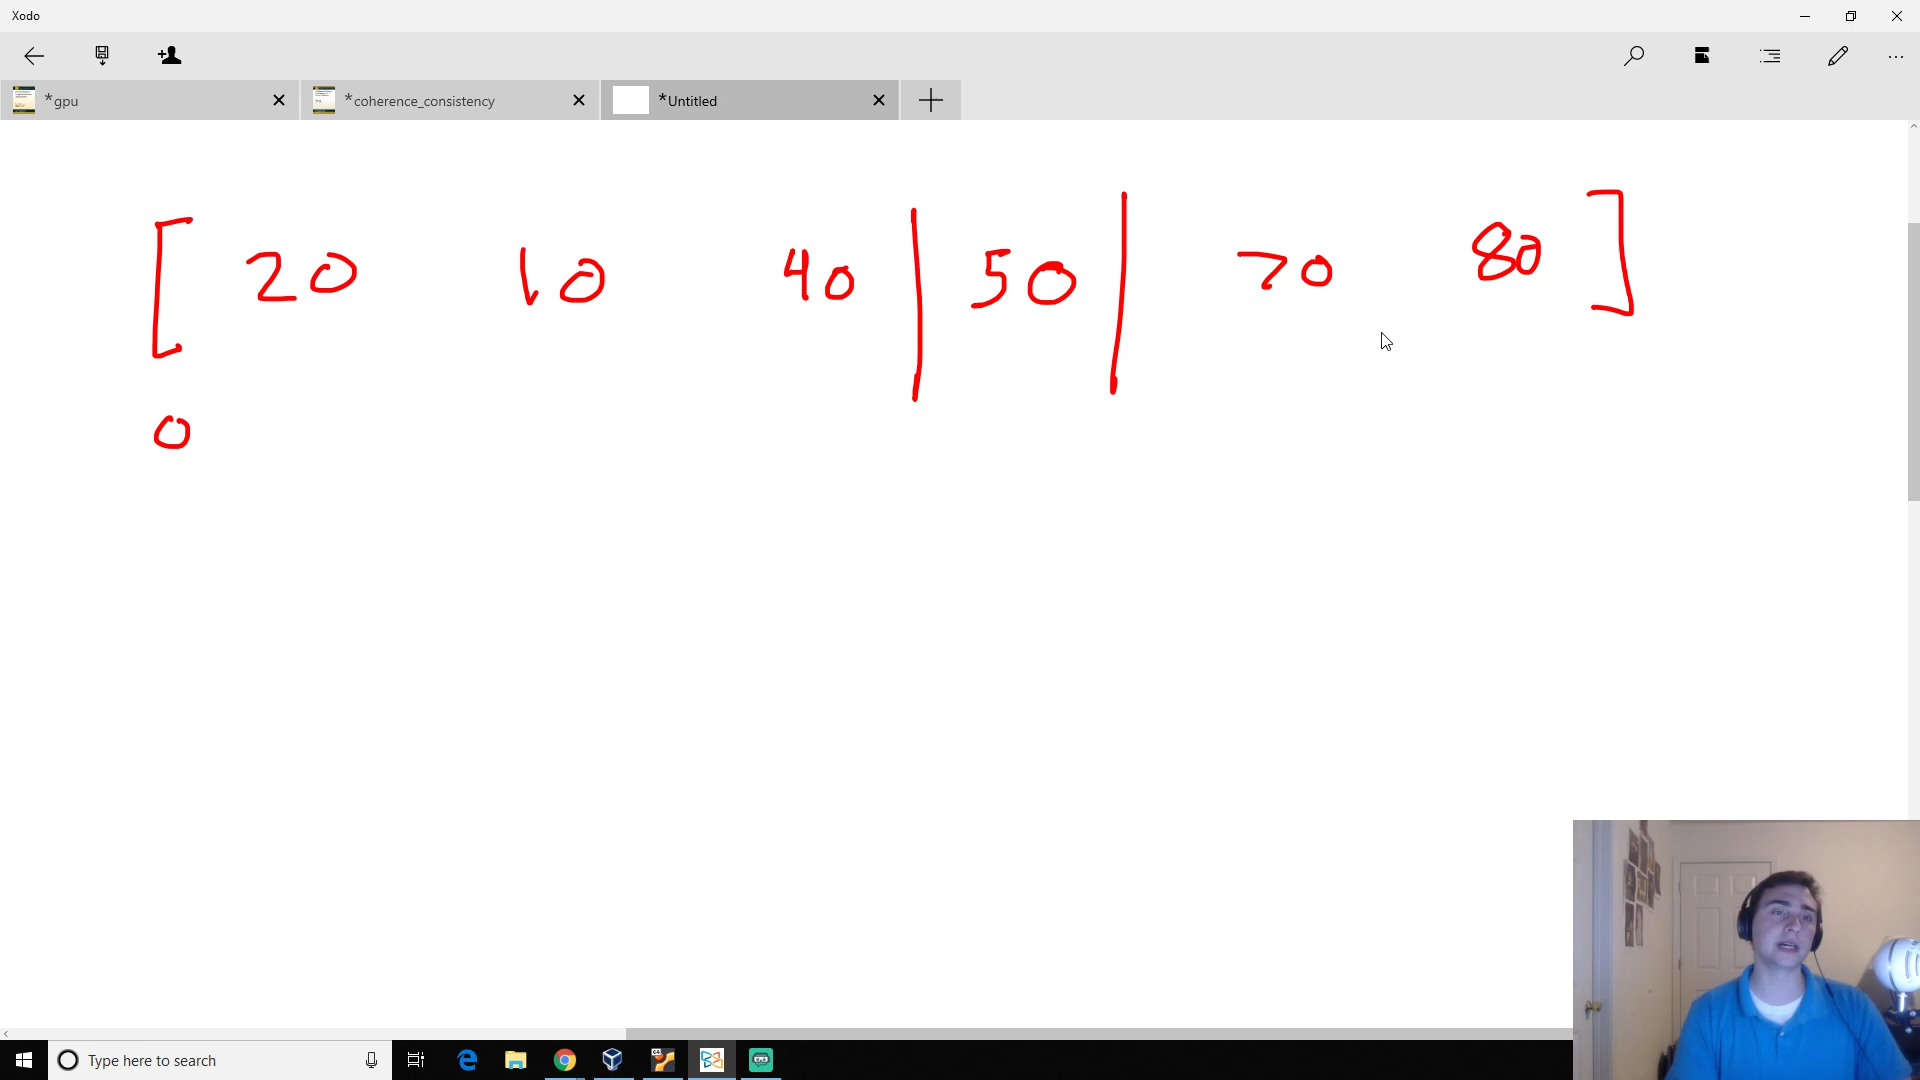 Xodo
*gpu
*coherence_consistency
*Untitled
[ 20 10 40 | 50 | 70 80 ]
0
Type here to search